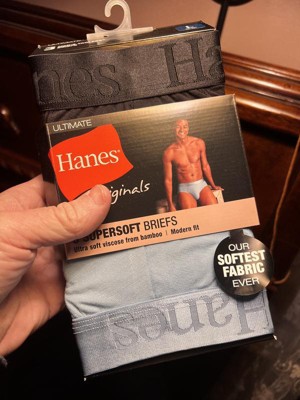 Hanes
ULTIMATE
Hanes
Originals
SUPERSOFT BRIEFS
Ultra soft viscose from bamboo | Modern fit
OUR
SOFTEST
FABRIC
EVER
Hanes